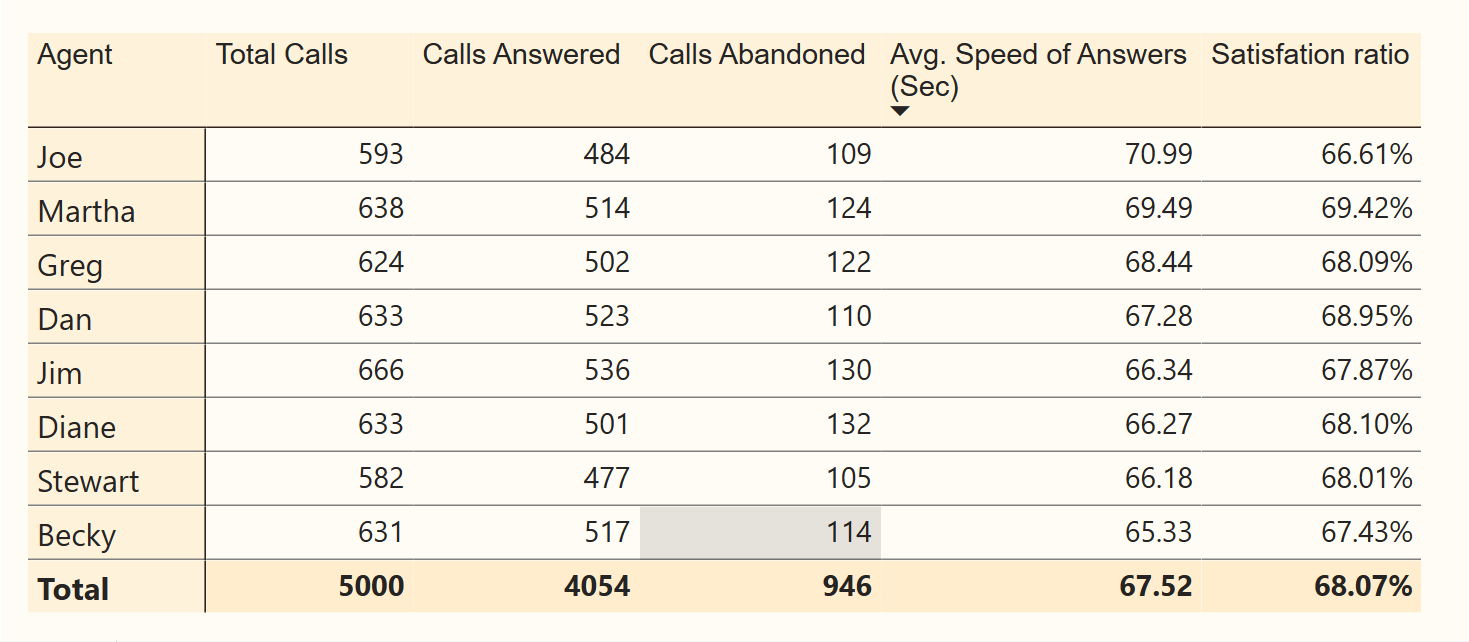 Agent Total Calls Calls Answered Calls Abandoned Avg. Speed of Answers Satisfation ratio
(Sec)
Joe 593 484 109 70.99 66.61%
Martha 638 514 124 69.49 69.42%
Greg 624 502 122 68.44 68.09%
Dan 633 523 110 67.28 68.95%
Jim 666 536 130 66.34 67.87%
Diane 633 501 132 66.27 68.10%
Stewart 582 477 105 66.18 68.01%
Becky 631 517 114 65.33 67.43%
Total 5000 4054 946 67.52 68.07%